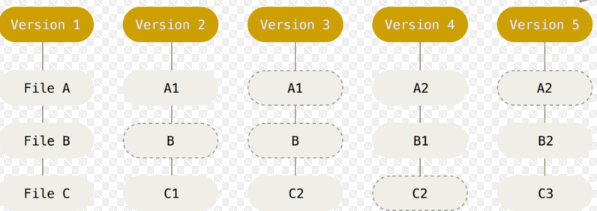 Version 1 Version 2 Version 3 Version 4 Version 5
File A A1 A1 A2 A2
File B B B B1 B2
File C C1 C2 C2 C3